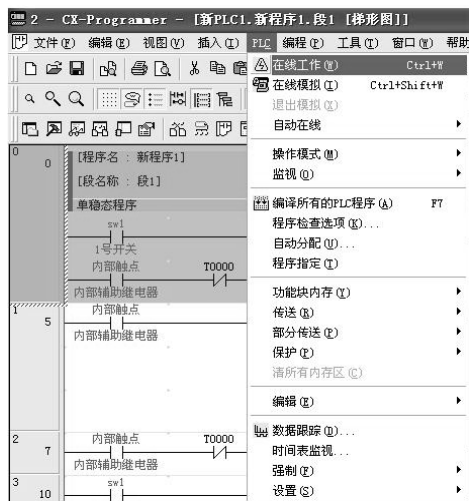 2 - CX-Programmer - [新PLC1.新程序1.段1 [梯形图]]
文件(F) 编辑(E) 视图(V) 插入(I) PLC 编程(P) 工具(T) 窗口(W) 帮助
在线工作(W) Ctrl+W
在线模拟(I) Ctrl+Shift+W
退出模拟(X)
自动在线
操作模式(M)
监视(O)
编译所有的PLC程序(A) F7
程序检查选项(K)...
自动分配(U)...
程序指定(I)
功能块内存(Y)
传送(R)
部分传送(P)
保护(P)
清所有内存区(C)
编辑(E)
数据跟踪(D)...
时间表监视...
强制(F)
设置(S)
0 0
[程序名 : 新程序1]
[段名称 : 段1]
单稳态程序
sw1
1号开关
内部触点 T0000
内部辅助继电器
1 5
内部触点
内部辅助继电器
2 7
内部触点 T0000
内部辅助继电器
3 10
sw1